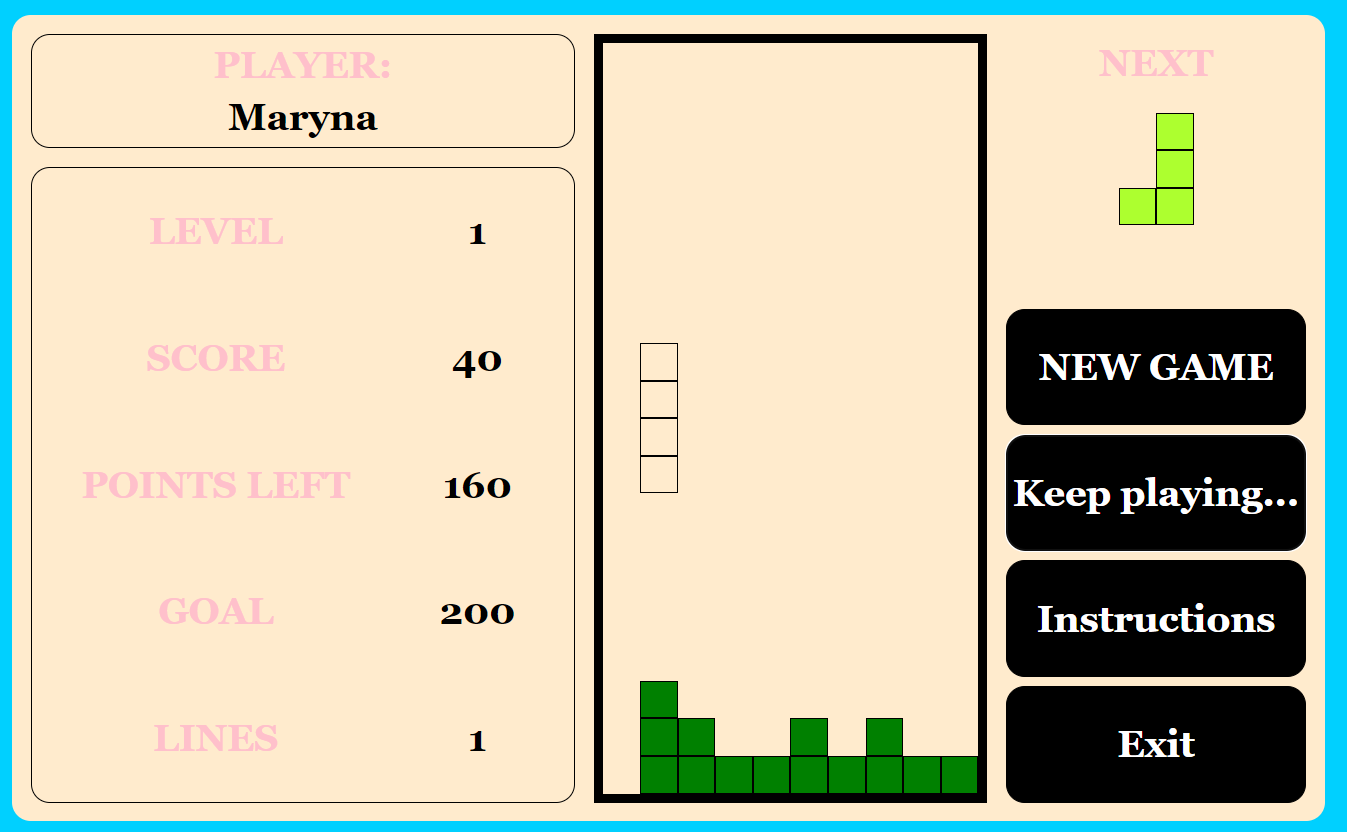 PLAYER:
Maryna
LEVEL 1
SCORE 40
POINTS LEFT 160
GOAL 200
LINES 1
NEXT
NEW GAME
Keep playing...
Instructions
Exit